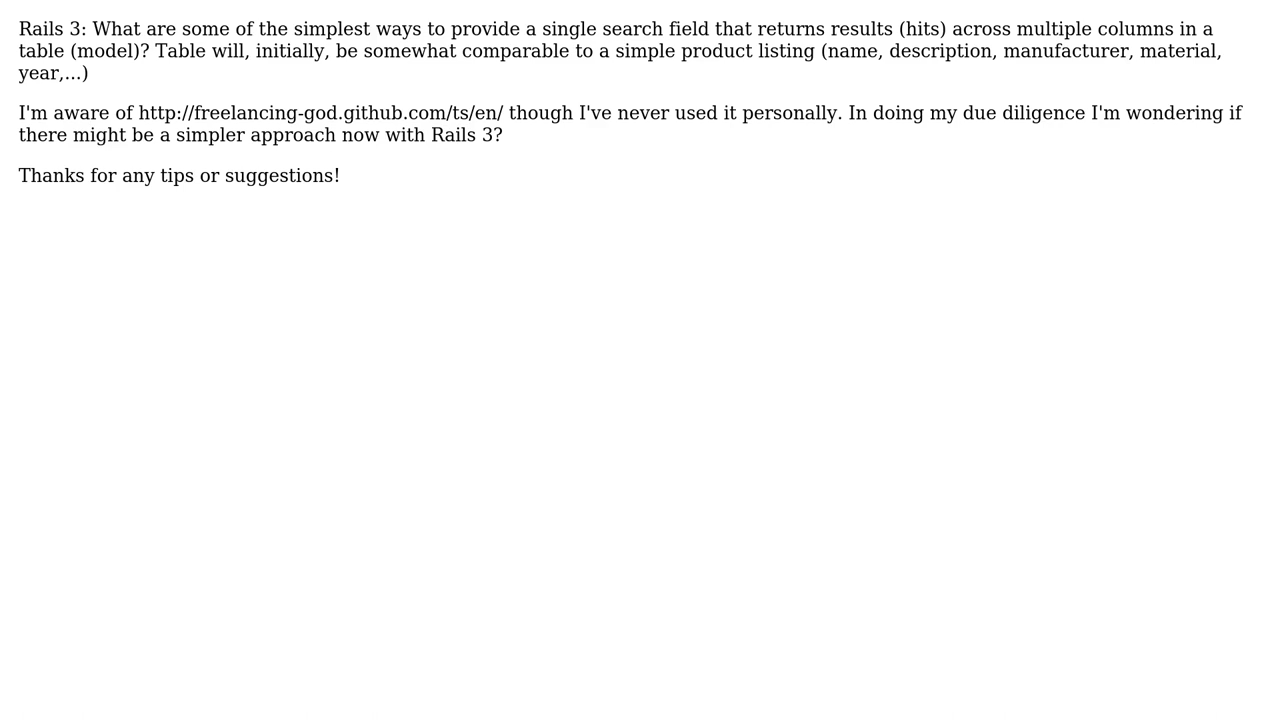 Rails 3: What are some of the simplest ways to provide a single search field that returns results (hits) across multiple columns in a
table (model)? Table will, initially, be somewhat comparable to a simple product listing (name, description, manufacturer, material,
year,...)
I'm aware of http://freelancing-god.github.com/ts/en/ though I've never used it personally. In doing my due diligence I'm wondering if
there might be a simpler approach now with Rails 3?
Thanks for any tips or suggestions!